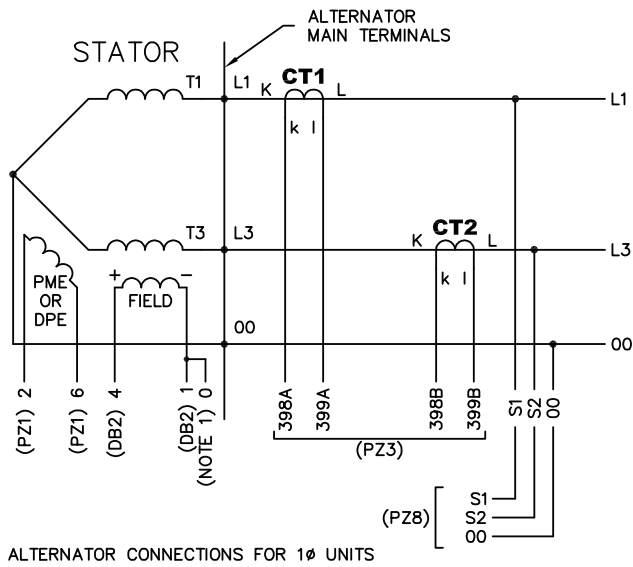 ALTERNATOR
MAIN TERMINALS
STATOR
T1
L1
K
CT1
L
k l
L1
T3
L3
K
CT2
L
k l
L3
PME
OR
DPE
+
FIELD
−
00
00
(PZ1) 2
(PZ1) 6
(DB2) 4
(DB2) 1
(NOTE 1) 0
398A
399A
398B
399B
(PZ3)
S1
S2
00
(PZ8)
S1
S2
00
ALTERNATOR CONNECTIONS FOR 1ø UNITS